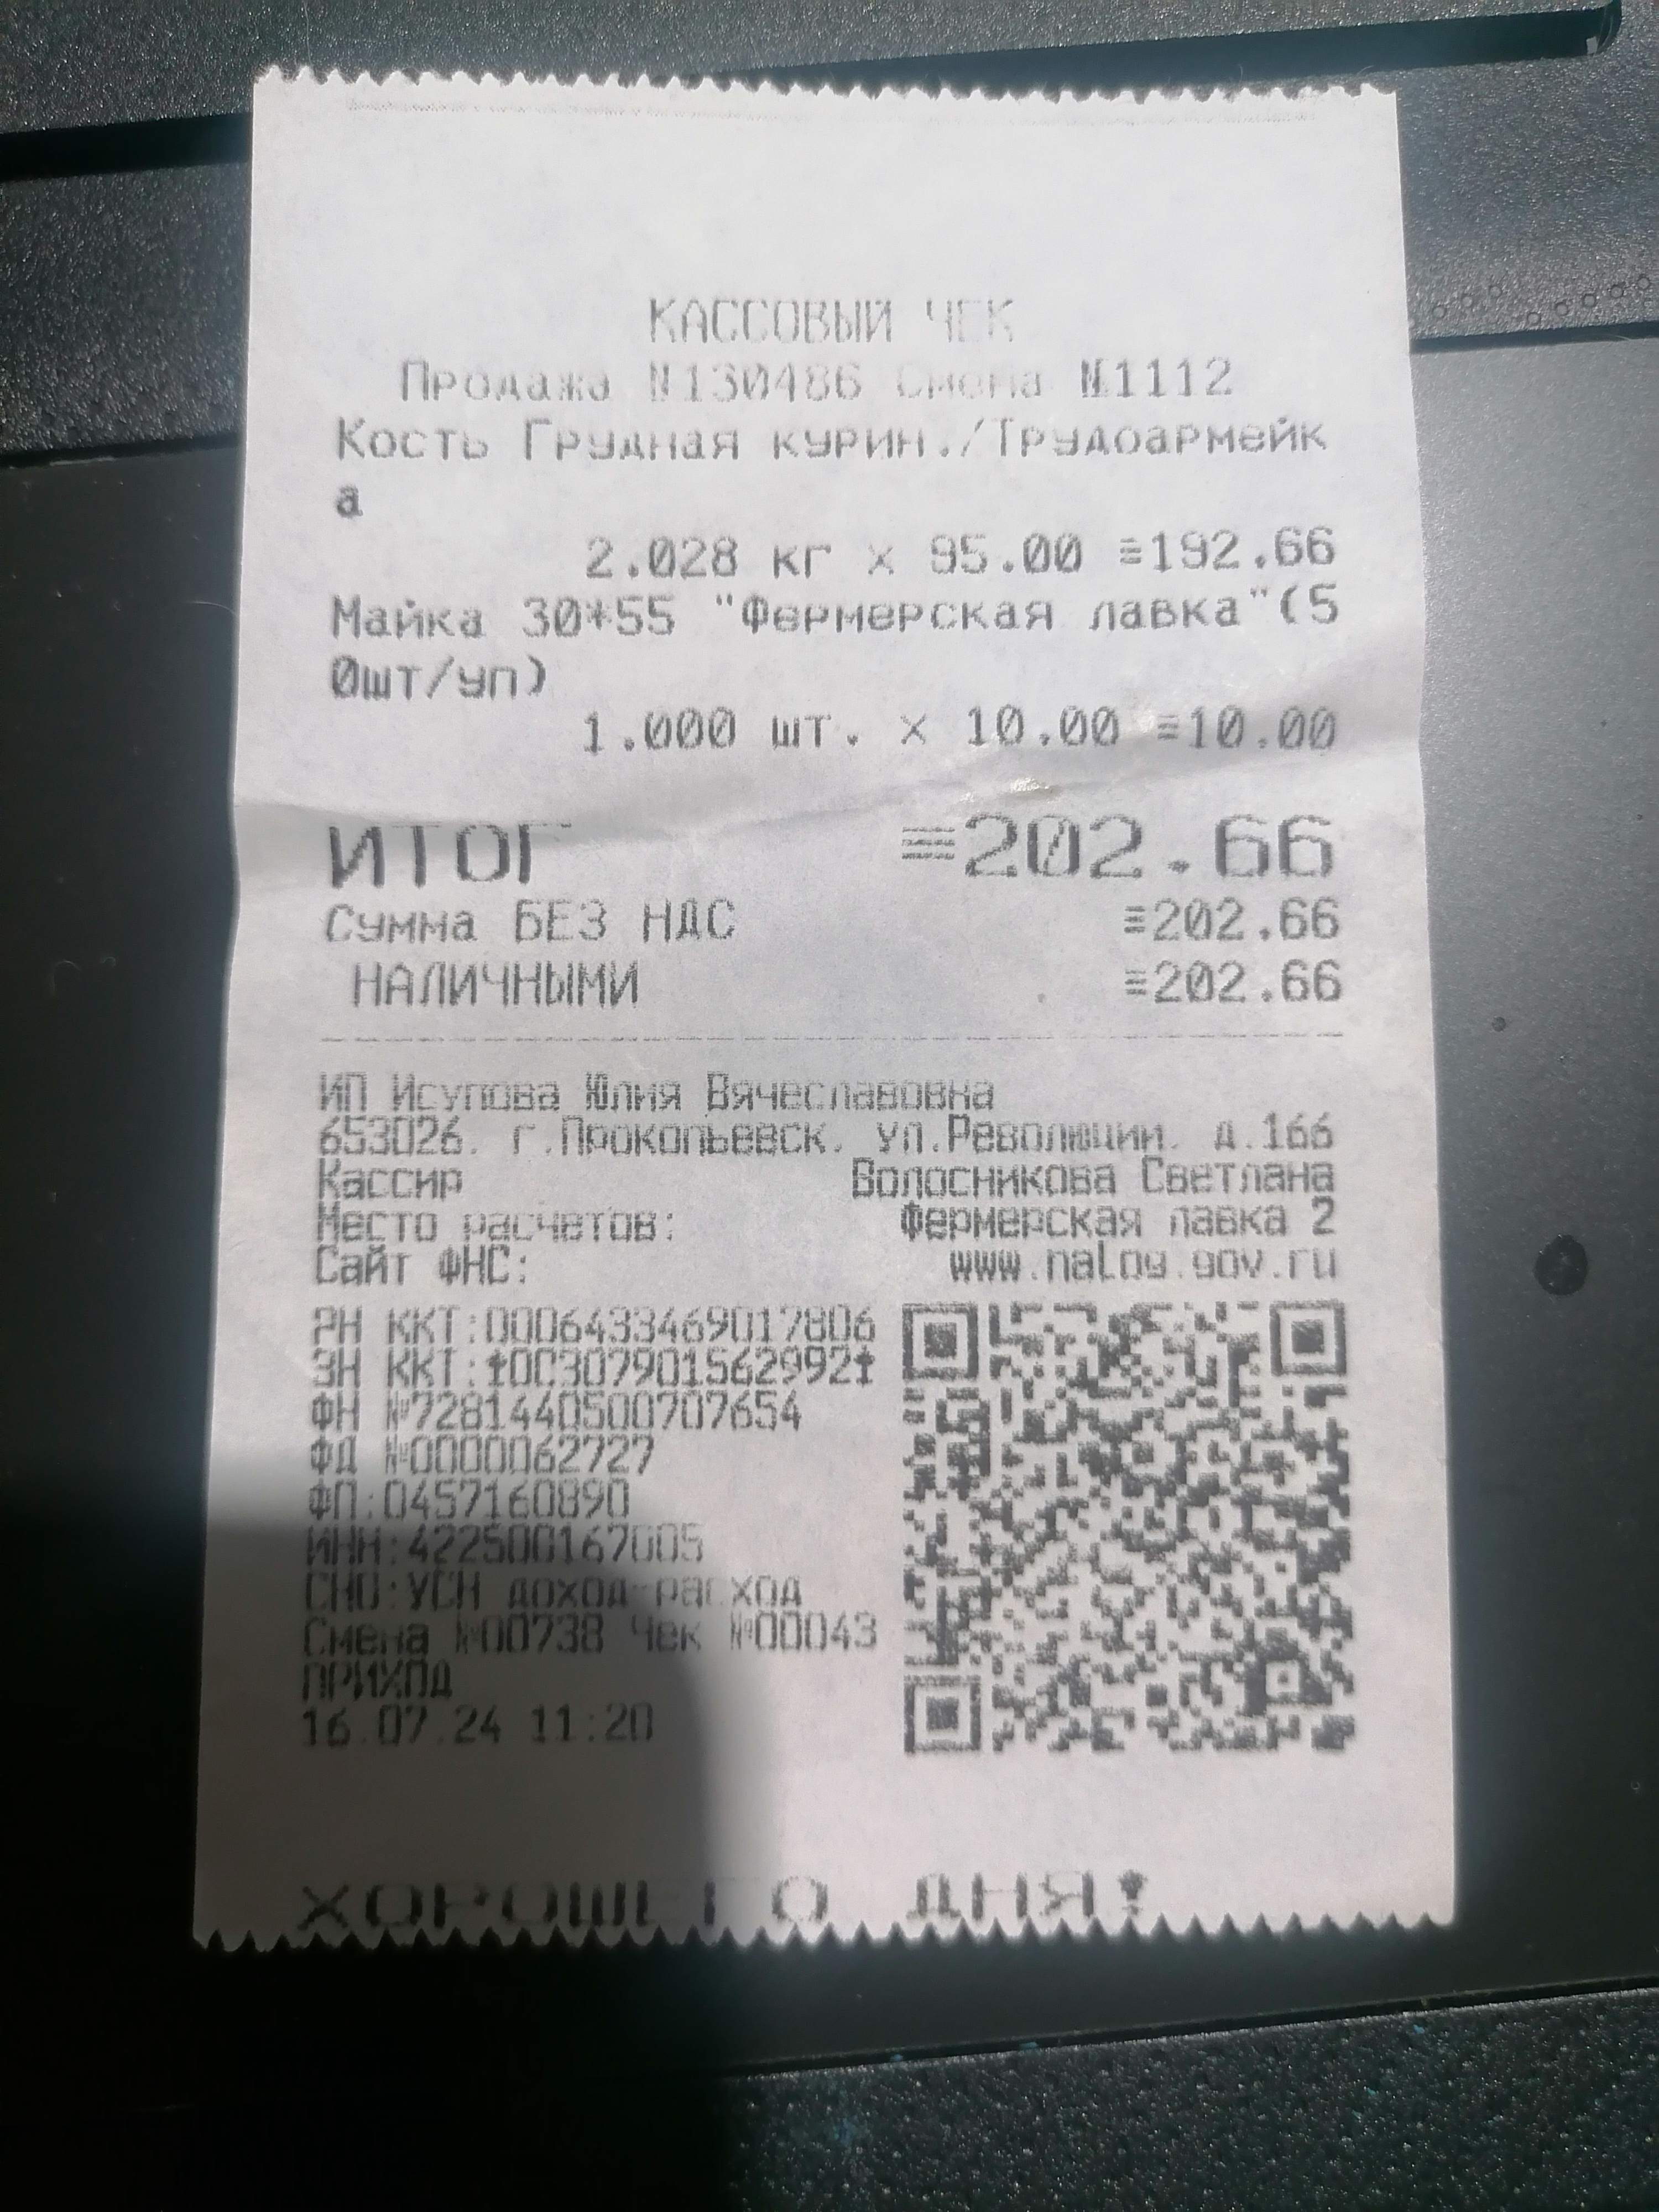 КАССОВЫЙ ЧЕК
Продажа №130486 Смена №1112
Кость Грудная курин./Трудоармейк
а
2.028 кг х 95.00 ≡192.66
Майка 30*55 "Фермерская лавка"(5
0шт/уп)
1.000 шт. х 10.00 ≡10.00
ИТОГ ≡202.66
Сумма БЕЗ НДС ≡202.66
НАЛИЧНЫМИ ≡202.66
ИП Исупова Юлия Вячеславовна
653026, г.Прокопьевск, ул.Революции, д.166
Кассир Волосникова Светлана
Место расчетов: Фермерская лавка 2
Сайт ФНС: www.nalog.gov.ru
РН ККТ:0006433469017806
ЗН ККТ:‡0C307901562992‡
ФН №7281440500707654
ФД №0000062727
ФП:0457160890
ИНН:422500167005
СНО:УСН доход-расход
Смена №00738 Чек №00043
ПРИХОД
16.07.24 11:20
ХОРОШЕГО ДНЯ!